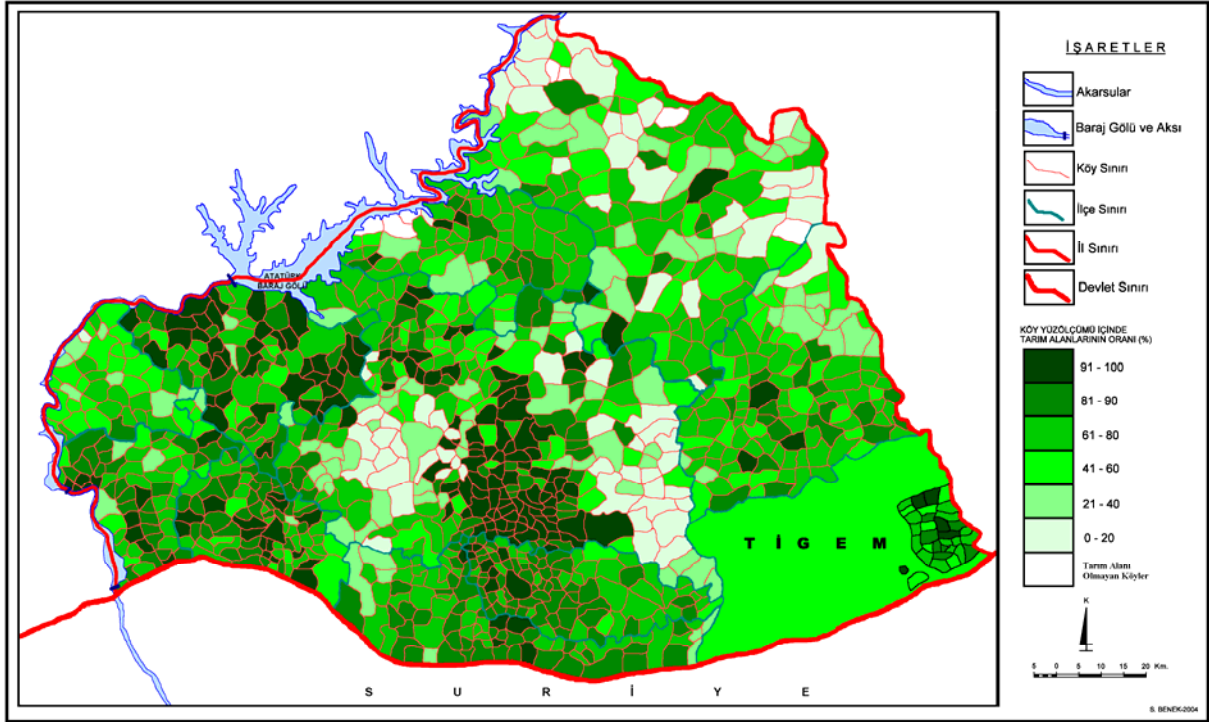 ATATÜRK
BARAJ GÖLÜ
T İ G E M
S U R İ Y E
İŞARETLER
Akarsular
Baraj Gölü ve Aksı
Köy Sınırı
İlçe Sınırı
İl Sınırı
Devlet Sınırı
KÖY YÜZÖLÇÜMÜ İÇİNDE
TARIM ALANLARININ ORANI (%)
91 - 100
81 - 90
61 - 80
41 - 60
21 - 40
0 - 20
Tarım Alanı
Olmayan Köyler
K
5 0 5 10 15 20 Km.
S. BENEK-2004